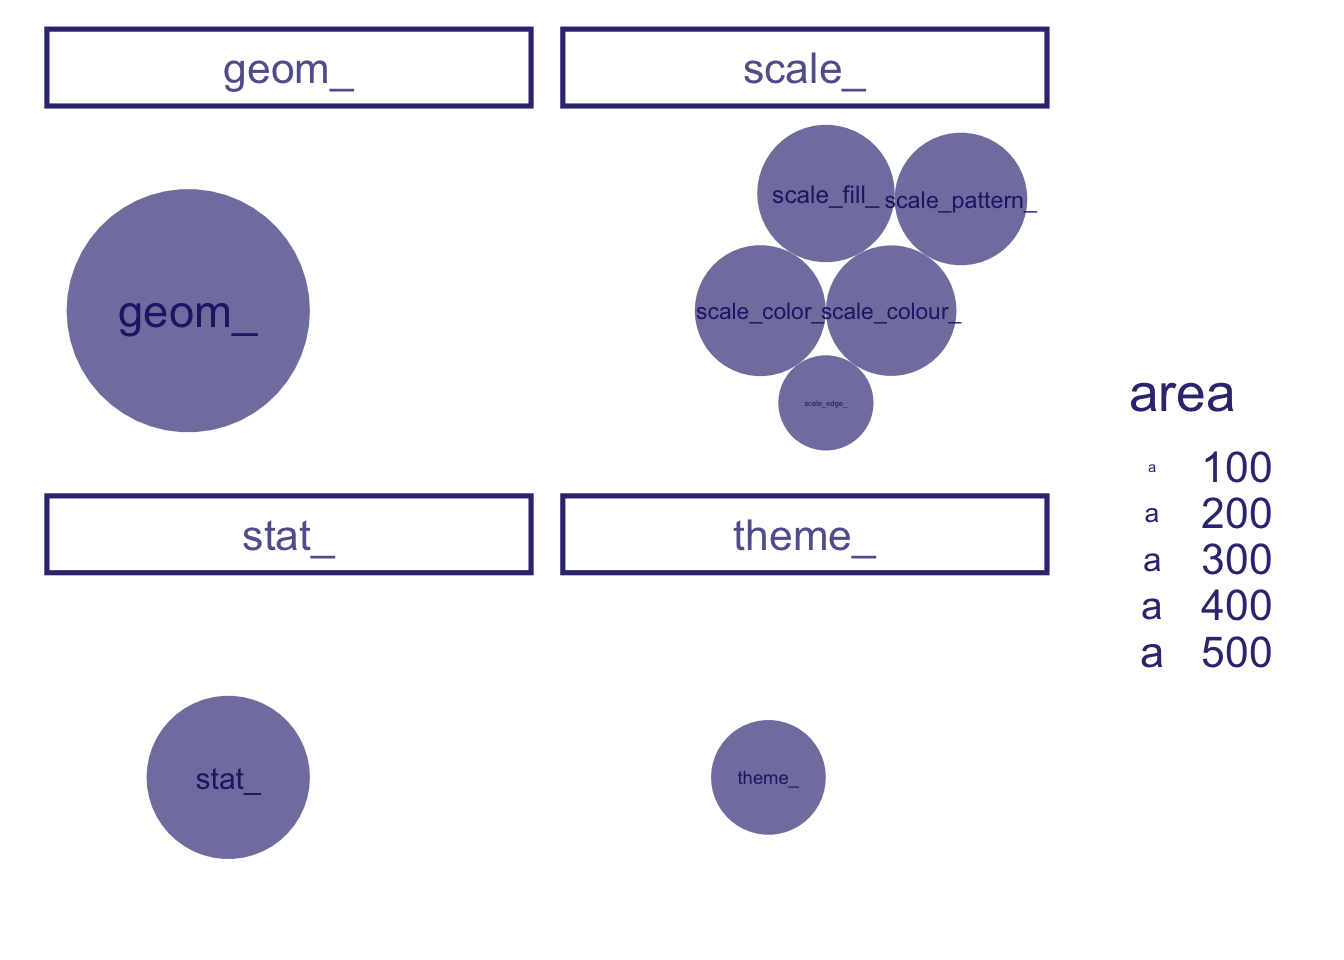 geom_
scale_
scale_fill_
scale_pattern_
geom_
scale_color_
scale_colour_
scale_edge_
stat_
theme_
stat_
theme_
area
a 100
a 200
a 300
a 400
a 500